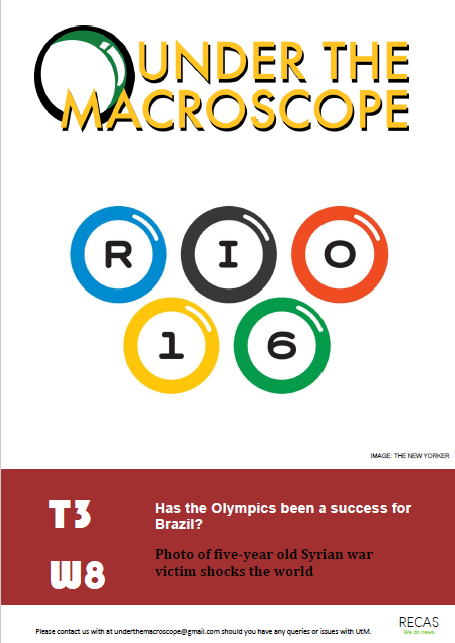 UNDER THE
MACROSCOPE
R I O
1 6
IMAGE: THE NEW YORKER
T3
Has the Olympics been a success for
Brazil?
W8
Photo of five-year old Syrian war
victim shocks the world
RECAS
We do news.
Please contact us with at underthemacroscope@gmail.com should you have any queries or issues with UtM.